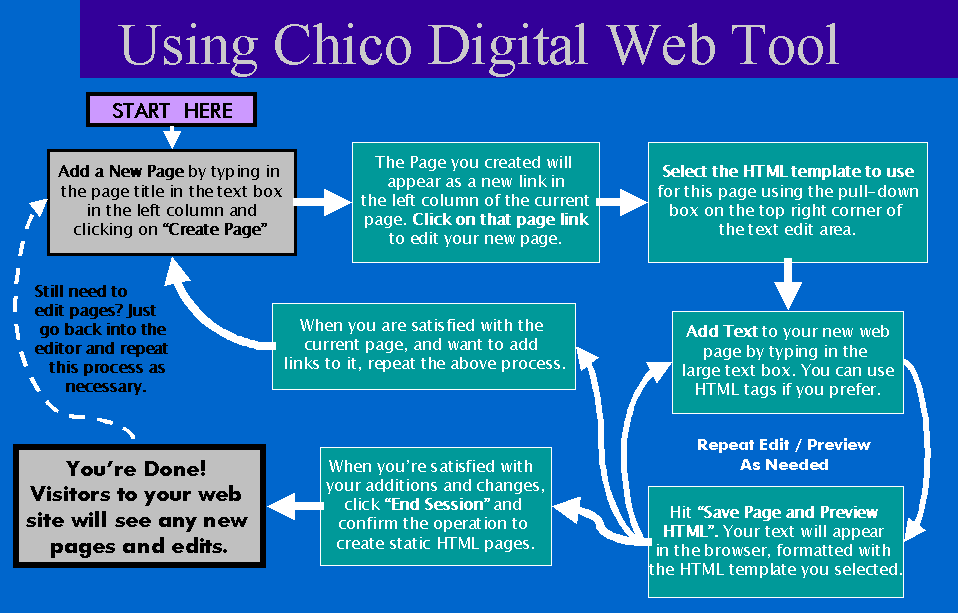 Using Chico Digital Web Tool
START HERE
Add a New Page by typing in
the page title in the text box
in the left column and
clicking on “Create Page”
The Page you created will
appear as a new link in
the left column of the current
page. Click on that page link
to edit your new page.
Select the HTML template to use
for this page using the pull-down
box on the top right corner of
the text edit area.
Add Text to your new web
page by typing in the
large text box. You can use
HTML tags if you prefer.
Repeat Edit / Preview
As Needed
Hit “Save Page and Preview
HTML”. Your text will appear
in the browser, formatted with
the HTML template you selected.
When you are satisfied with the
current page, and want to add
links to it, repeat the above process.
When you’re satisfied with
your additions and changes,
click “End Session” and
confirm the operation to
create static HTML pages.
You’re Done!
Visitors to your web
site will see any new
pages and edits.
Still need to
edit pages? Just
go back into the
editor and repeat
this process as
necessary.